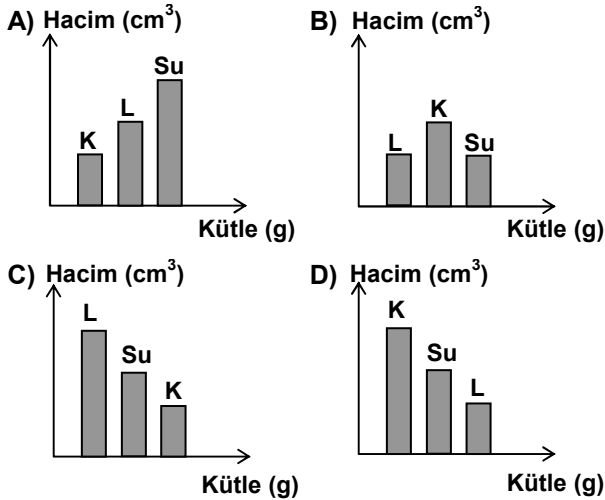 A) Hacim (cm³)
Su
L
K
Kütle (g)
B) Hacim (cm³)
K
L
Su
Kütle (g)
C) Hacim (cm³)
L
Su
K
Kütle (g)
D) Hacim (cm³)
K
Su
L
Kütle (g)